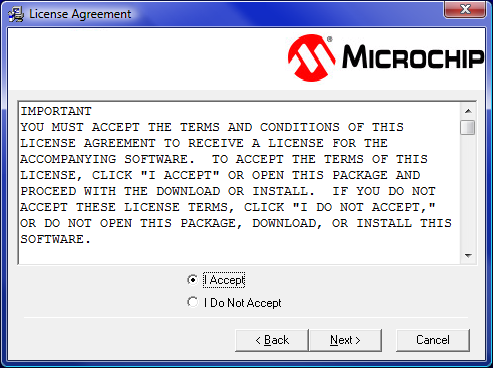 License Agreement
MICROCHIP
IMPORTANT
YOU MUST ACCEPT THE TERMS AND CONDITIONS OF THIS
LICENSE AGREEMENT TO RECEIVE A LICENSE FOR THE
ACCOMPANYING SOFTWARE.  TO ACCEPT THE TERMS OF THIS
LICENSE, CLICK "I ACCEPT" OR OPEN THIS PACKAGE AND
PROCEED WITH THE DOWNLOAD OR INSTALL.  IF YOU DO NOT
ACCEPT THESE LICENSE TERMS, CLICK "I DO NOT ACCEPT,"
OR DO NOT OPEN THIS PACKAGE, DOWNLOAD, OR INSTALL THIS
SOFTWARE.
I Accept
I Do Not Accept
< Back Next > Cancel